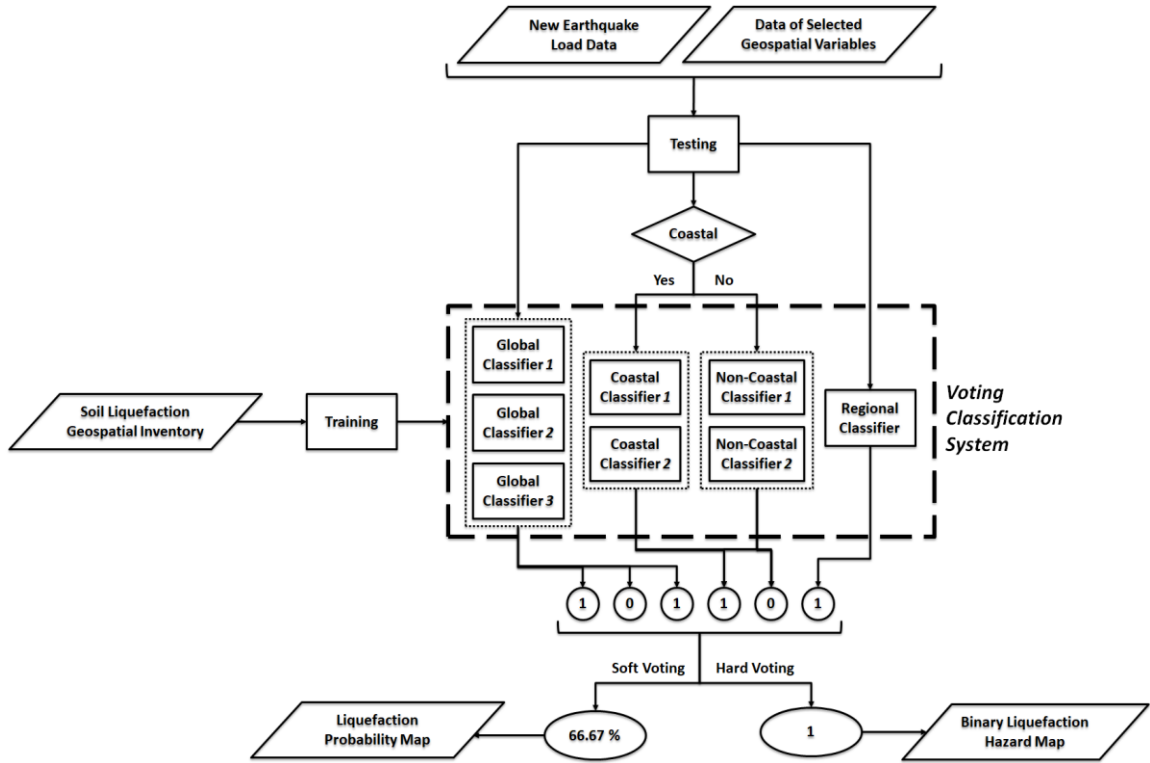 New Earthquake
Load Data
Data of Selected
Geospatial Variables
Testing
Coastal
Yes
No
Global
Classifier 1
Global
Classifier 2
Global
Classifier 3
Coastal
Classifier 1
Coastal
Classifier 2
Non-Coastal
Classifier 1
Non-Coastal
Classifier 2
Regional
Classifier
Voting
Classification
System
Soil Liquefaction
Geospatial Inventory
Training
1
0
1
1
0
1
Soft Voting
Hard Voting
Liquefaction
Probability Map
66.67 %
1
Binary Liquefaction
Hazard Map